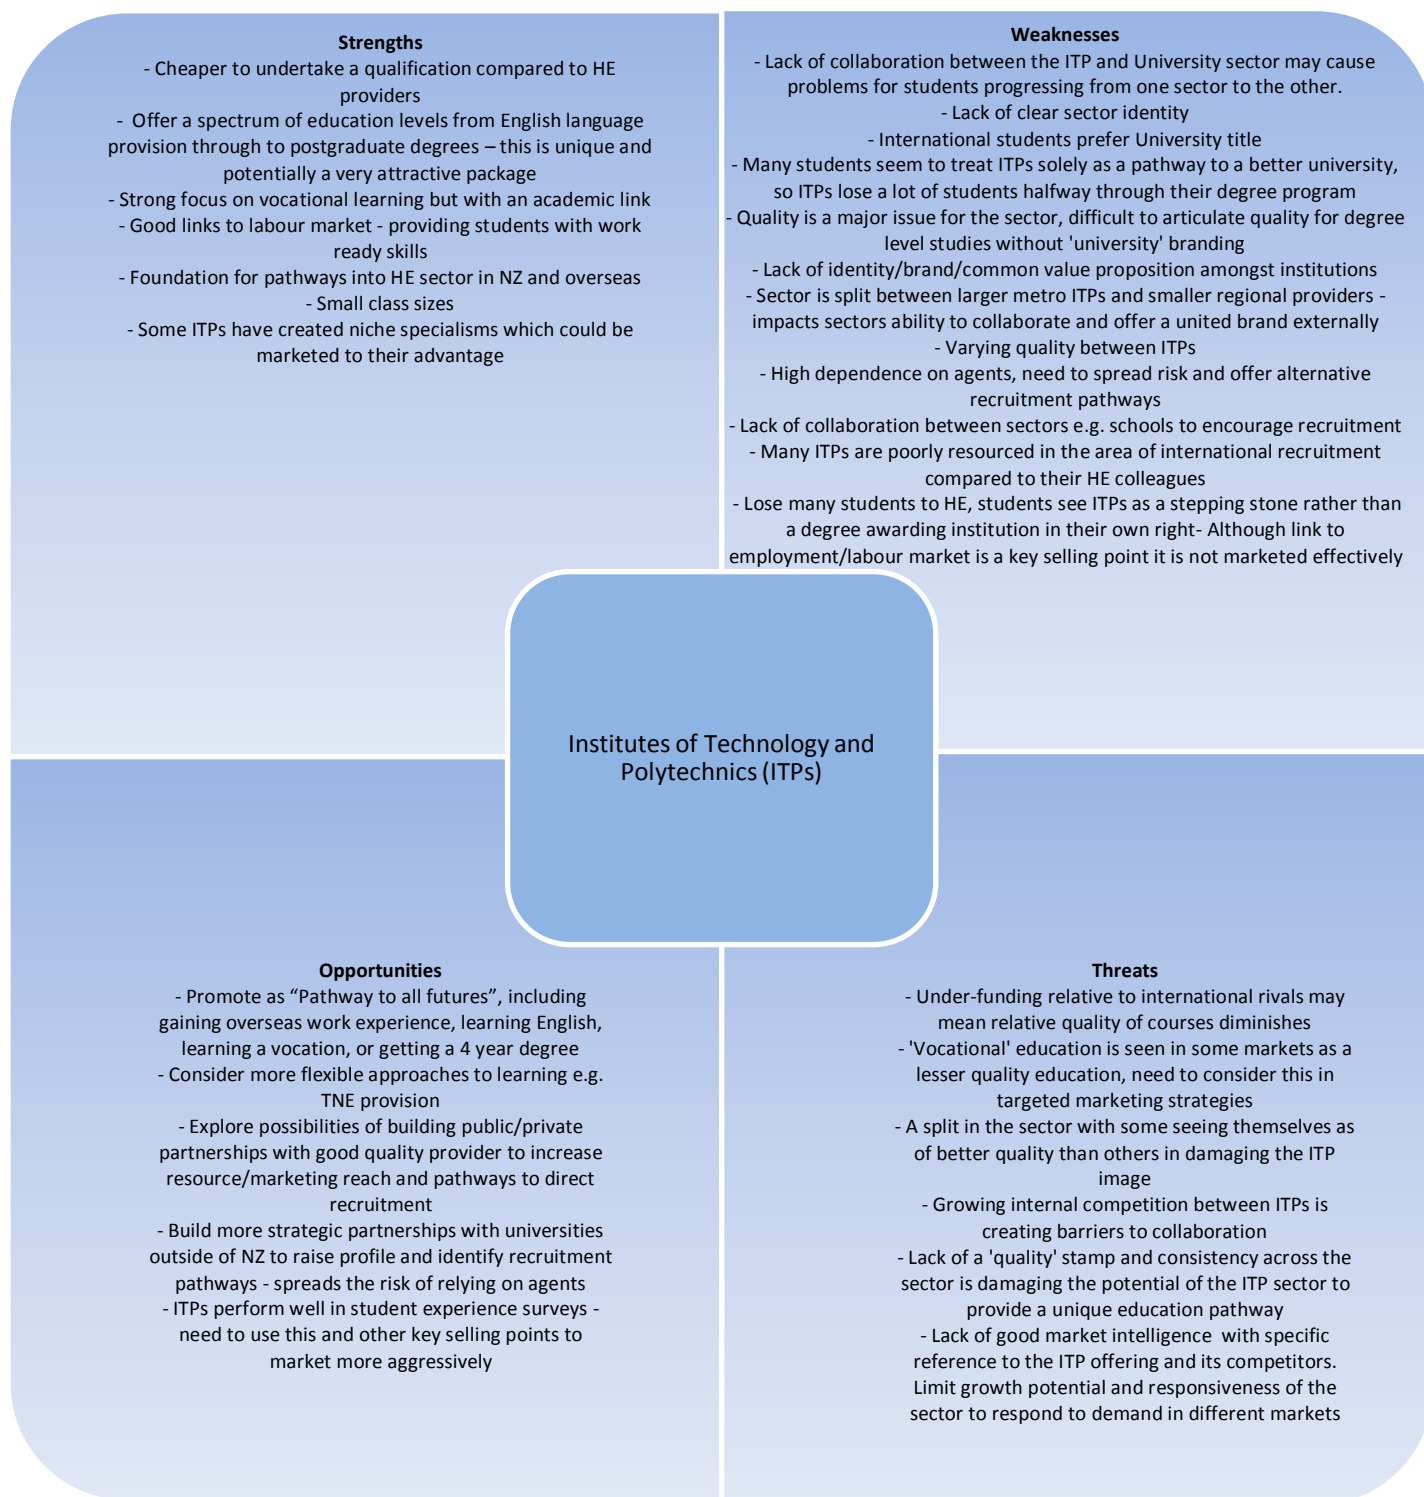 Strengths
- Cheaper to undertake a qualification compared to HE
providers
- Offer a spectrum of education levels from English language
provision through to postgraduate degrees – this is unique and
potentially a very attractive package
- Strong focus on vocational learning but with an academic link
- Good links to labour market - providing students with work
ready skills
- Foundation for pathways into HE sector in NZ and overseas
- Small class sizes
- Some ITPs have created niche specialisms which could be
marketed to their advantage
Weaknesses
- Lack of collaboration between the ITP and University sector may cause
problems for students progressing from one sector to the other.
- Lack of clear sector identity
- International students prefer University title
- Many students seem to treat ITPs solely as a pathway to a better university,
so ITPs lose a lot of students halfway through their degree program
- Quality is a major issue for the sector, difficult to articulate quality for degree
level studies without 'university' branding
- Lack of identity/brand/common value proposition amongst institutions
- Sector is split between larger metro ITPs and smaller regional providers -
impacts sectors ability to collaborate and offer a united brand externally
- Varying quality between ITPs
- High dependence on agents, need to spread risk and offer alternative
recruitment pathways
- Lack of collaboration between sectors e.g. schools to encourage recruitment
- Many ITPs are poorly resourced in the area of international recruitment
compared to their HE colleagues
- Lose many students to HE, students see ITPs as a stepping stone rather than
a degree awarding institution in their own right- Although link to
employment/labour market is a key selling point it is not marketed effectively
Institutes of Technology and
Polytechnics (ITPs)
Opportunities
- Promote as “Pathway to all futures”, including
gaining overseas work experience, learning English,
learning a vocation, or getting a 4 year degree
- Consider more flexible approaches to learning e.g.
TNE provision
- Explore possibilities of building public/private
partnerships with good quality provider to increase
resource/marketing reach and pathways to direct
recruitment
- Build more strategic partnerships with universities
outside of NZ to raise profile and identify recruitment
pathways - spreads the risk of relying on agents
- ITPs perform well in student experience surveys -
need to use this and other key selling points to
market more aggressively
Threats
- Under-funding relative to international rivals may
mean relative quality of courses diminishes
- 'Vocational' education is seen in some markets as a
lesser quality education, need to consider this in
targeted marketing strategies
- A split in the sector with some seeing themselves as
of better quality than others in damaging the ITP
image
- Growing internal competition between ITPs is
creating barriers to collaboration
- Lack of a 'quality' stamp and consistency across the
sector is damaging the potential of the ITP sector to
provide a unique education pathway
- Lack of good market intelligence with specific
reference to the ITP offering and its competitors.
Limit growth potential and responsiveness of the
sector to respond to demand in different markets